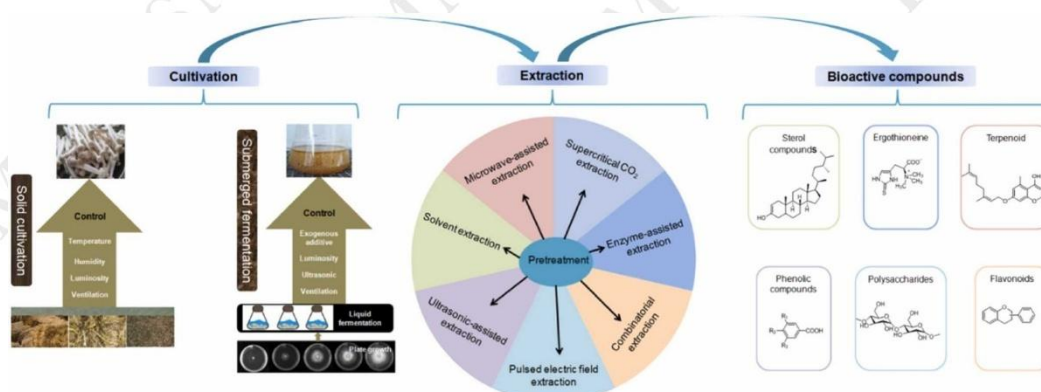 Cultivation
Extraction
Bioactive compounds
Solid cultivation
Control
Temperature
Humidity
Luminosity
Ventilation
Submerged fermentation
Control
Exogenous additive
Luminosity
Ultrasonic
Ventilation
Liquid
fermentation
Plate growth
Microwave-assisted
extraction
Supercritical CO₂
extraction
Solvent extraction
Enzyme-assisted
extraction
Pretreatment
Ultrasonic-assisted
extraction
Combinatorial
extraction
Pulsed electric field
extraction
Sterol
compounds
HO
Ergothioneine
Terpenoid
Phenolic
compounds
COOH
Polysaccharides
Flavonoids